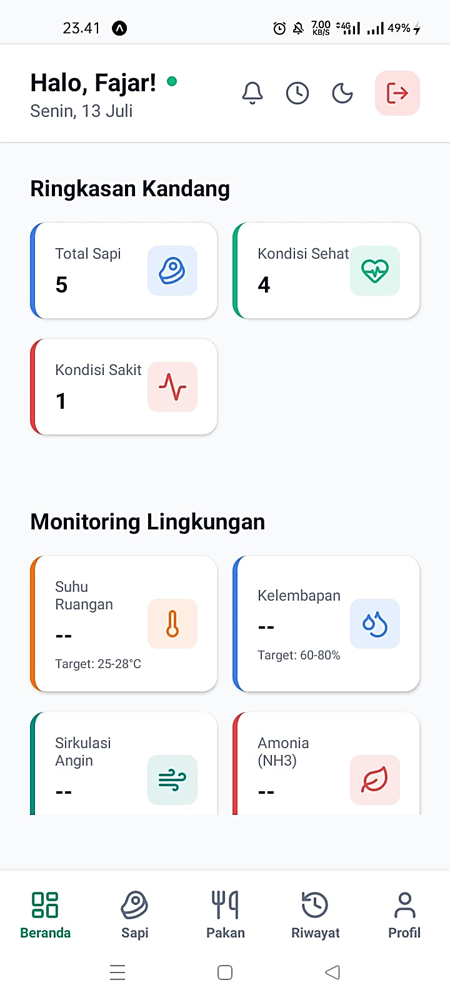 23.41
7.00 KB/S 4G 49%
Halo, Fajar!
Senin, 13 Juli
Ringkasan Kandang
Total Sapi
5
Kondisi Sehat
4
Kondisi Sakit
1
Monitoring Lingkungan
Suhu
Ruangan
--
Target: 25-28°C
Kelembapan
--
Target: 60-80%
Sirkulasi
Angin
--
Amonia
(NH3)
--
Beranda
Sapi
Pakan
Riwayat
Profil